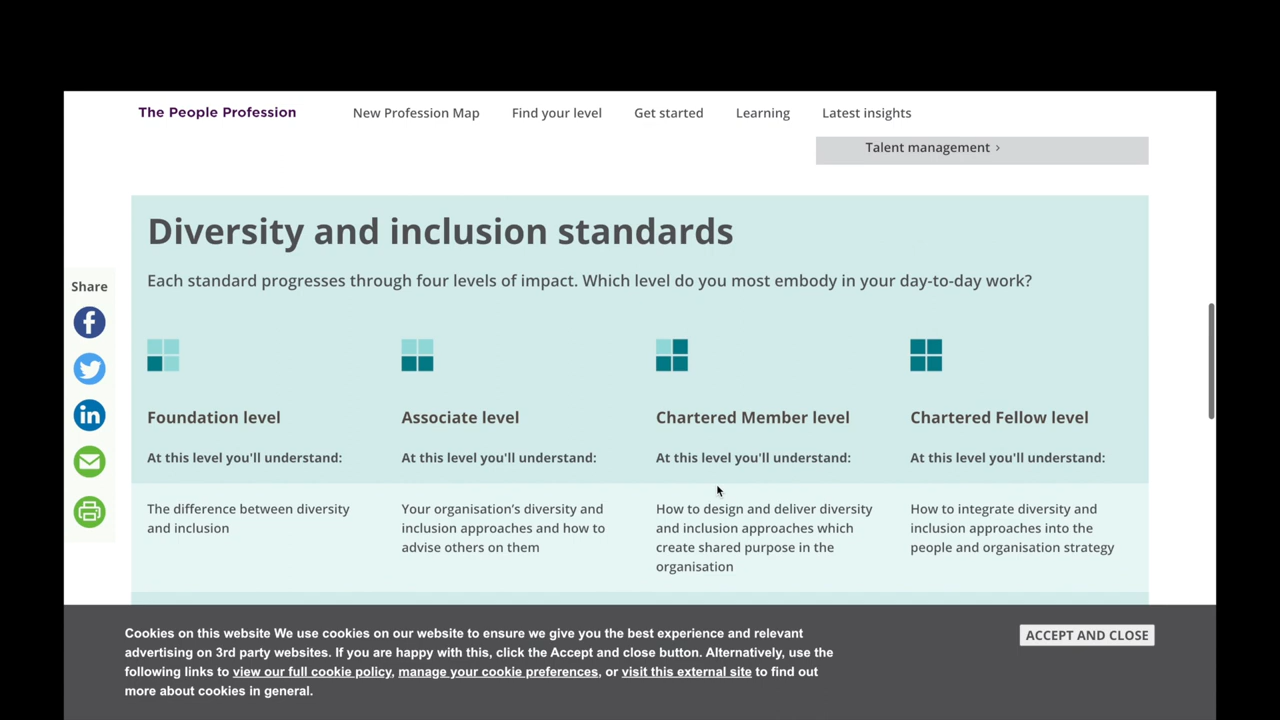 The People Profession
New Profession Map
Find your level
Get started
Learning
Latest insights
Talent management ›
Diversity and inclusion standards
Each standard progresses through four levels of impact. Which level do you most embody in your day-to-day work?
Share
Foundation level
At this level you'll understand:
The difference between diversity
and inclusion
Associate level
At this level you'll understand:
Your organisation's diversity and
inclusion approaches and how to
advise others on them
Chartered Member level
At this level you'll understand:
How to design and deliver diversity
and inclusion approaches which
create shared purpose in the
organisation
Chartered Fellow level
At this level you'll understand:
How to integrate diversity and
inclusion approaches into the
people and organisation strategy
Cookies on this website We use cookies on our website to ensure we give you the best experience and relevant
advertising on 3rd party websites. If you are happy with this, click the Accept and close button. Alternatively, use the
following links to view our full cookie policy, manage your cookie preferences, or visit this external site to find out
more about cookies in general.
ACCEPT AND CLOSE